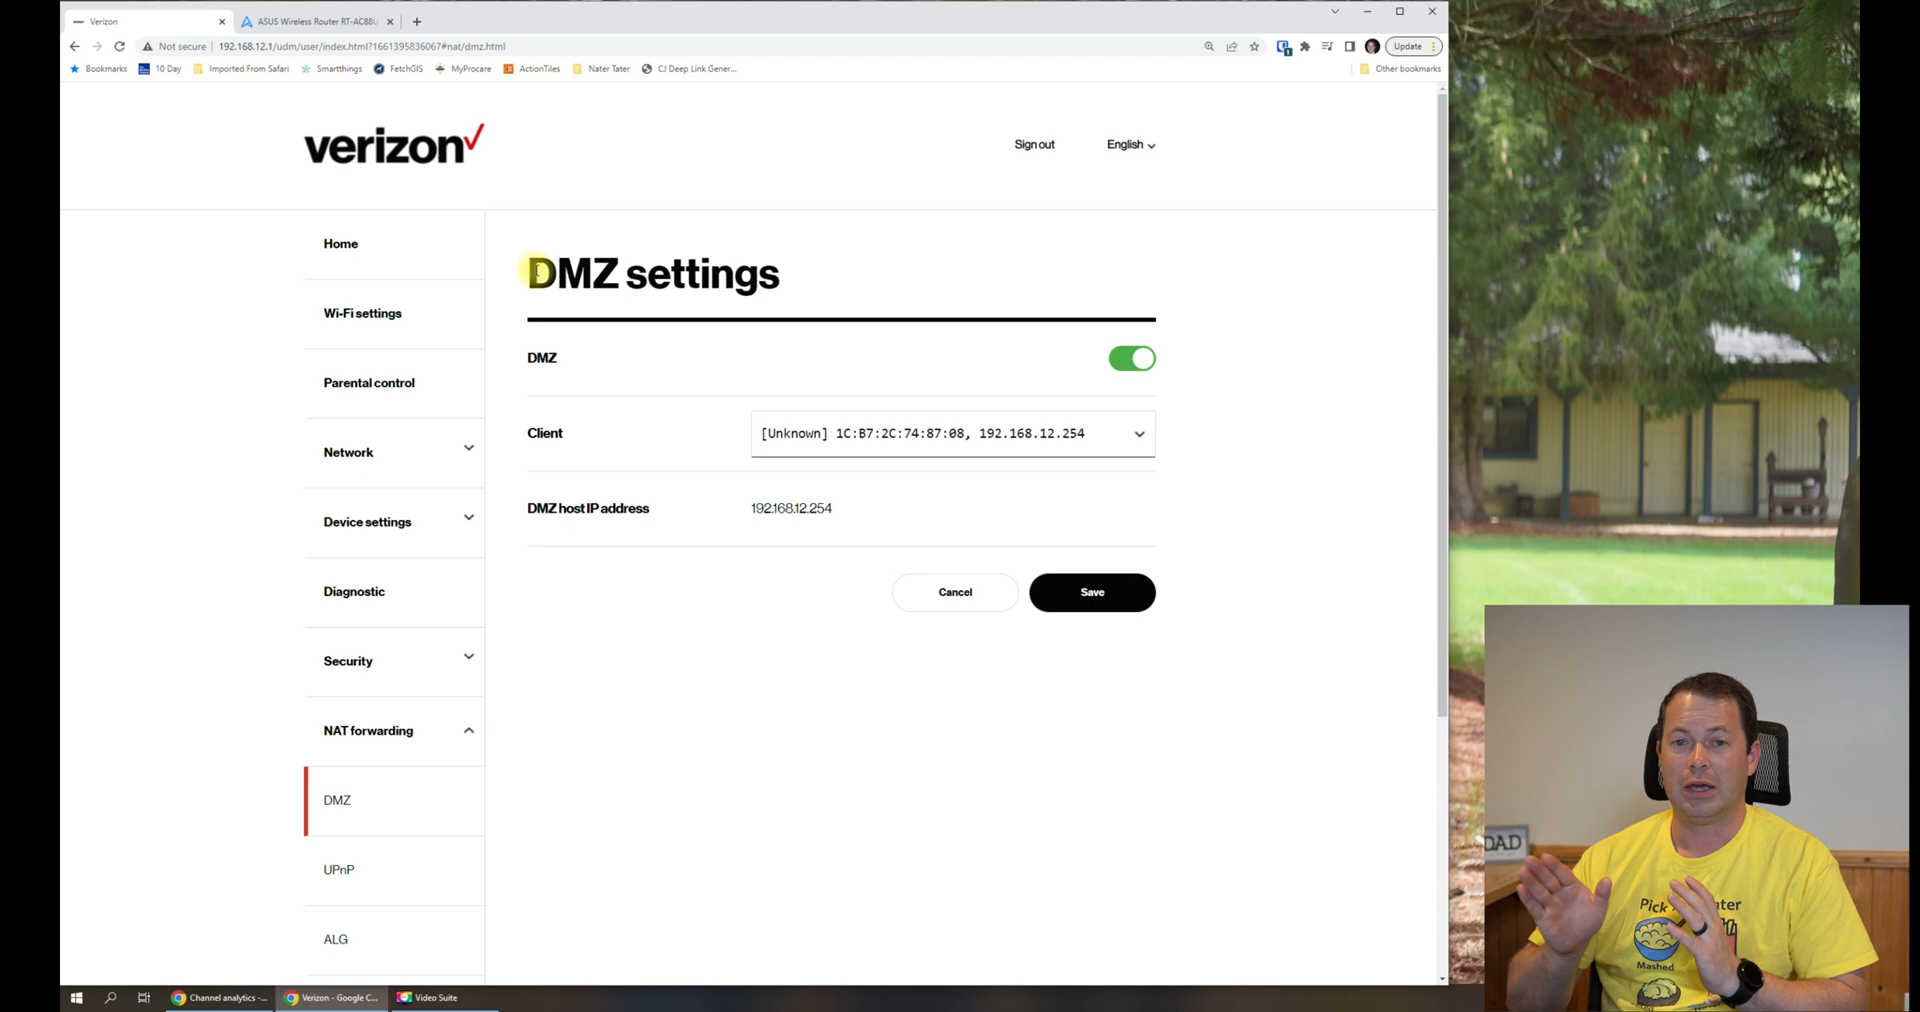 Verizon
ASUS Wireless Router RT-AC88U
Not secure
192.168.12.1/udm/user/index.html?1661395836067#nat/dmz.html
Update
Bookmarks
10 Day
Imported From Safari
Smartthings
FetchGIS
MyProcare
ActionTiles
Nater Tater
CJ Deep Link Gener...
Other bookmarks
verizon
Sign out
English
Home
Wi-Fi settings
Parental control
Network
Device settings
Diagnostic
Security
NAT forwarding
DMZ
UPnP
ALG
DMZ settings
DMZ
Client
[Unknown] 1C:B7:2C:74:87:08, 192.168.12.254
DMZ host IP address
192.168.12.254
Cancel
Save
DAD
Pick
ter
Mashed
Channel analytics -...
Verizon - Google C...
Video Suite